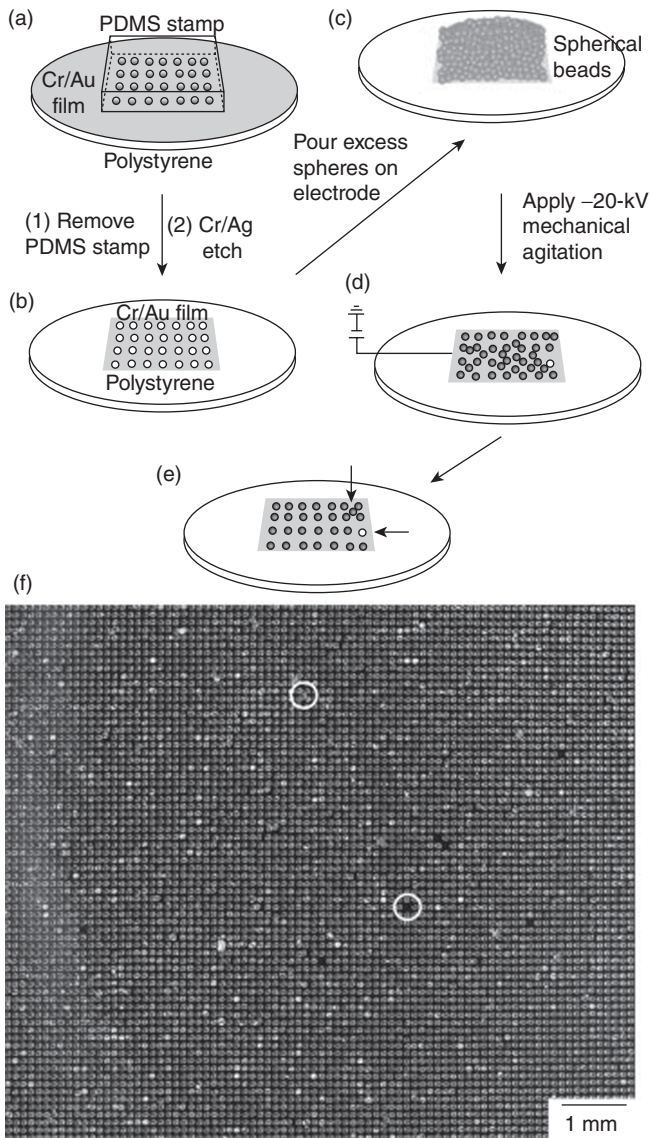 (a)
PDMS stamp
Cr/Au
film
Polystyrene
(c)
Spherical
beads
Pour excess
spheres on
electrode
(1) Remove
PDMS stamp
(2) Cr/Ag
etch
Apply –20-kV
mechanical
agitation
(b)
Cr/Au film
Polystyrene
(d)
(e)
(f)
1 mm